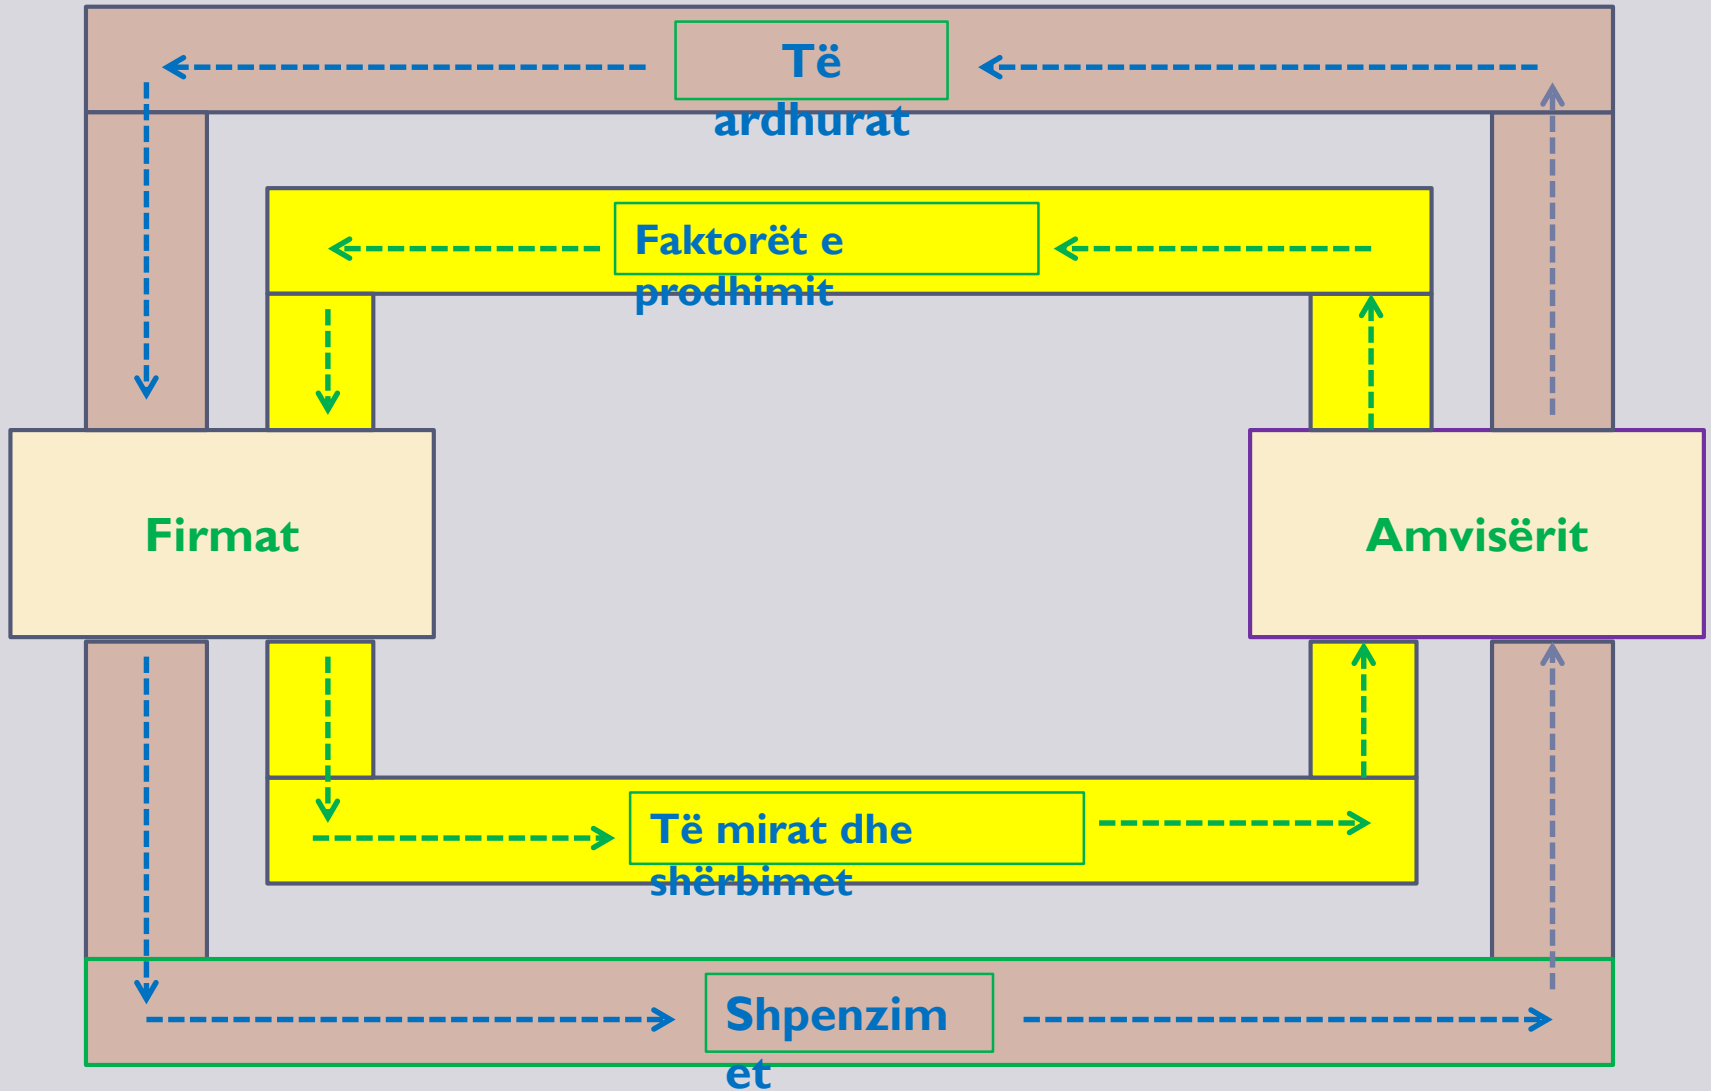 Të
ardhurat
Faktorët e
prodhimit
Firmat
Amvisërit
Të mirat dhe
shërbimet
Shpenzim
et